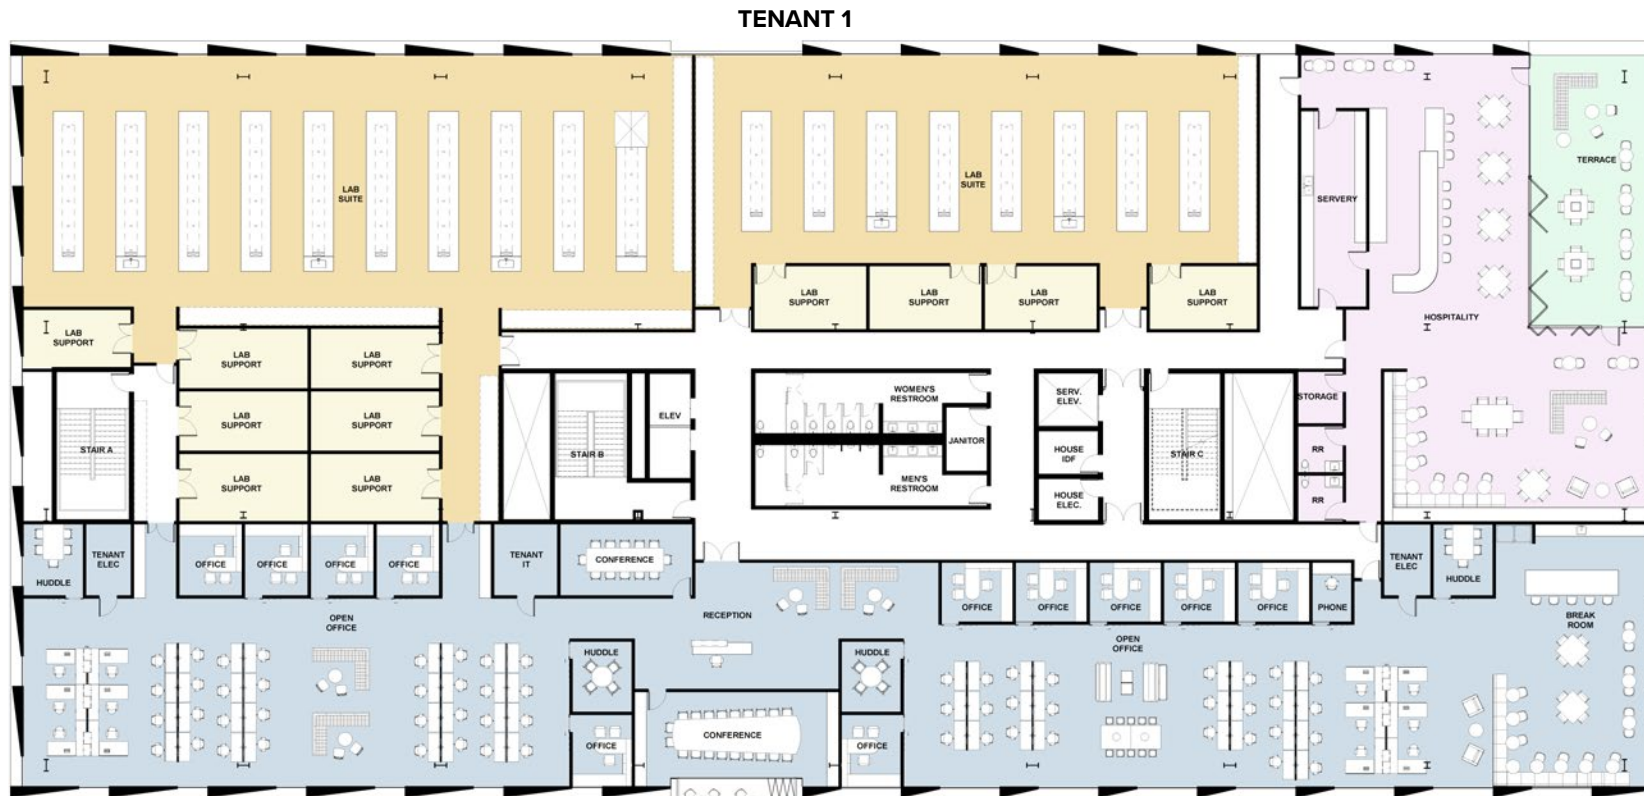 TENANT 1
LAB
SUITE
LAB
SUITE
TERRACE
SERVERY
HOSPITALITY
LAB
SUPPORT
LAB
SUPPORT
LAB
SUPPORT
LAB
SUPPORT
LAB
SUPPORT
LAB
SUPPORT
LAB
SUPPORT
LAB
SUPPORT
LAB
SUPPORT
LAB
SUPPORT
LAB
SUPPORT
STAIR A
STAIR B
ELEV
WOMEN'S
RESTROOM
JANITOR
MEN'S
RESTROOM
SERV.
ELEV.
HOUSE
IDF
HOUSE
ELEC.
STAIR C
STORAGE
RR
RR
HUDDLE
TENANT
ELEC
OFFICE
OFFICE
OFFICE
OFFICE
TENANT
IT
CONFERENCE
OFFICE
OFFICE
OFFICE
OFFICE
OFFICE
PHONE
TENANT
ELEC
HUDDLE
OPEN
OFFICE
RECEPTION
OPEN
OFFICE
BREAK
ROOM
HUDDLE
HUDDLE
OFFICE
CONFERENCE
OFFICE